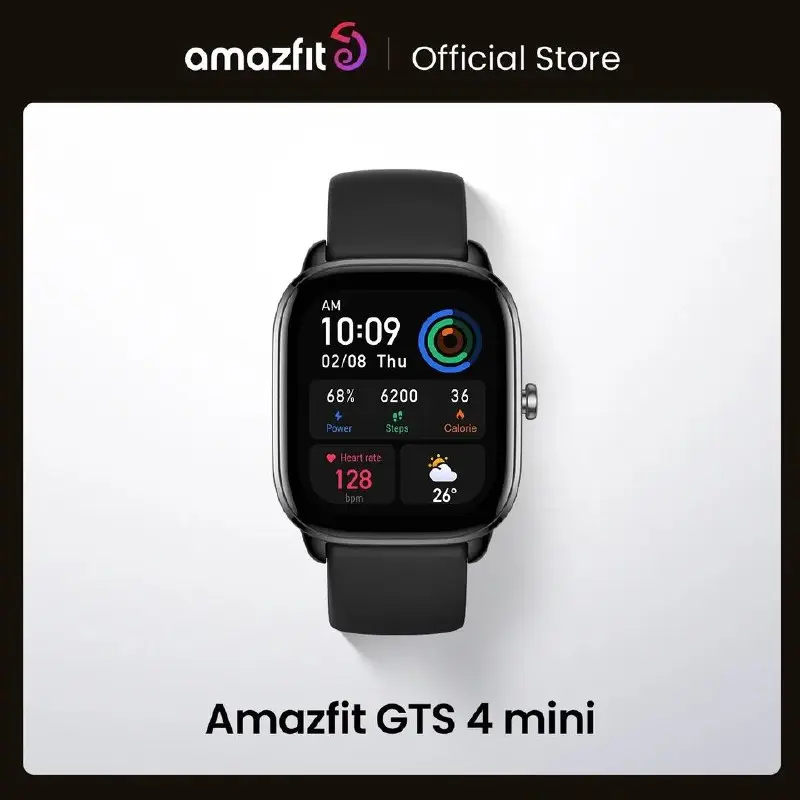 amazfit | Official Store
AM
10:09
02/08 Thu
68% 6200 36
Power Steps Calorie
Heart rate
128
bpm
26°
Amazfit GTS 4 mini